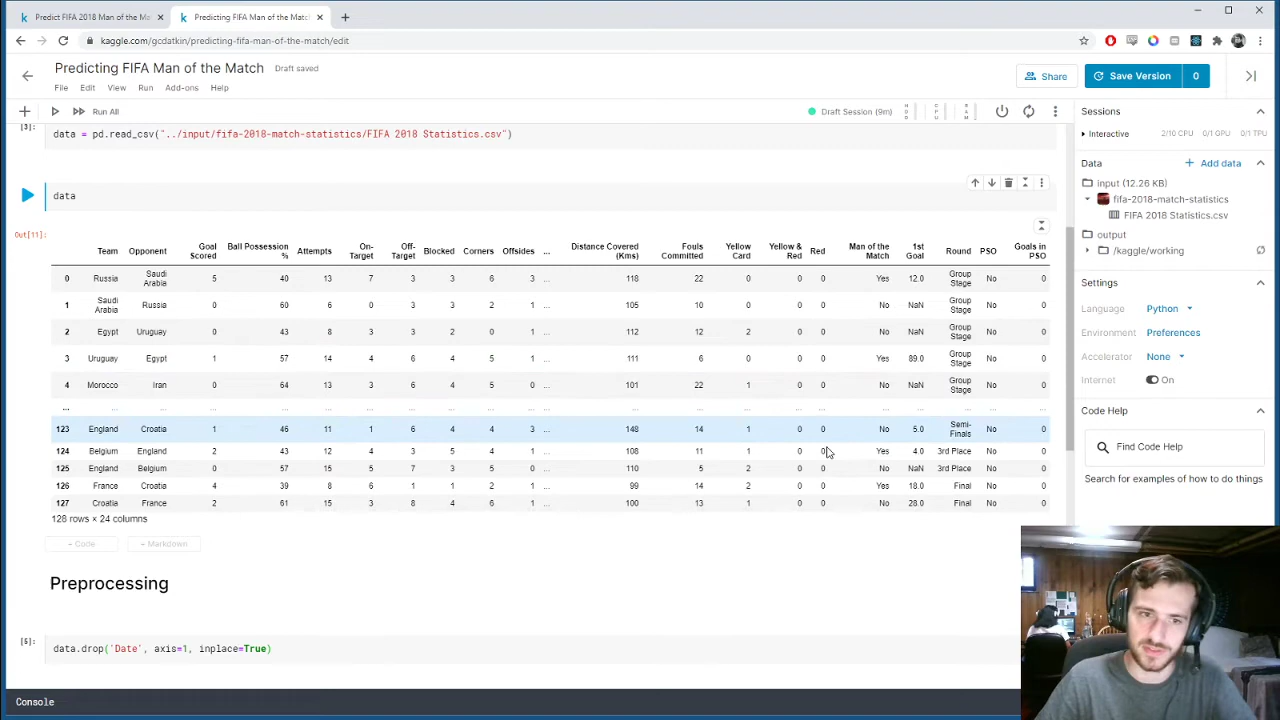 Predict FIFA 2018 Man of the Ma
Predicting FIFA Man of the Matc
kaggle.com/gcdatkin/predicting-fifa-man-of-the-match/edit
Predicting FIFA Man of the Match
Draft saved
Share
Save Version
0
File Edit View Run Add-ons Help
Run All
Draft Session (9m)
[3]:
data = pd.read_csv("../input/fifa-2018-match-statistics/FIFA 2018 Statistics.csv")
data
Out[11]:
Team Opponent Goal Scored Ball Possession % Attempts On-Target Off-Target Blocked Corners Offsides ... Distance Covered (Kms) Fouls Committed Yellow Card Yellow & Red Red Man of the Match 1st Goal Round PSO Goals in PSO
0 Russia Saudi Arabia 5 40 13 7 3 3 6 3 ... 118 22 0 0 0 Yes 12.0 Group Stage No 0
1 Saudi Arabia Russia 0 60 6 0 3 3 2 1 ... 105 10 0 0 0 No NaN Group Stage No 0
2 Egypt Uruguay 0 43 8 3 3 2 0 1 ... 112 12 2 0 0 No NaN Group Stage No 0
3 Uruguay Egypt 1 57 14 4 6 4 5 1 ... 111 6 0 0 0 Yes 89.0 Group Stage No 0
4 Morocco Iran 0 64 13 3 6 4 5 0 ... 101 22 1 0 0 No NaN Group Stage No 0
... ... ... ... ... ... ... ... ... ... ... ... ... ... ... ... ... ... ... ... ...
123 England Croatia 1 46 11 1 6 4 4 3 ... 148 14 1 0 0 No 5.0 Semi-Finals No 0
124 Belgium England 2 43 12 4 3 5 4 1 ... 108 11 1 0 0 Yes 4.0 3rd Place No 0
125 England Belgium 0 57 15 5 7 3 5 0 ... 110 5 2 0 0 No NaN 3rd Place No 0
126 France Croatia 4 39 8 6 1 1 2 1 ... 99 14 2 0 0 Yes 18.0 Final No 0
127 Croatia France 2 61 15 3 8 4 6 1 ... 100 13 1 0 0 No 28.0 Final No 0
128 rows × 24 columns
+ Code
+ Markdown
Preprocessing
[5]:
data.drop('Date', axis=1, inplace=True)
Console
Sessions
Interactive 2/10 CPU 0/1 GPU 0/1 TPU
Data
+ Add data
input (12.26 KB)
fifa-2018-match-statistics
FIFA 2018 Statistics.csv
output
/kaggle/working
Settings
Language Python
Environment Preferences
Accelerator None
Internet On
Code Help
Find Code Help
Search for examples of how to do things